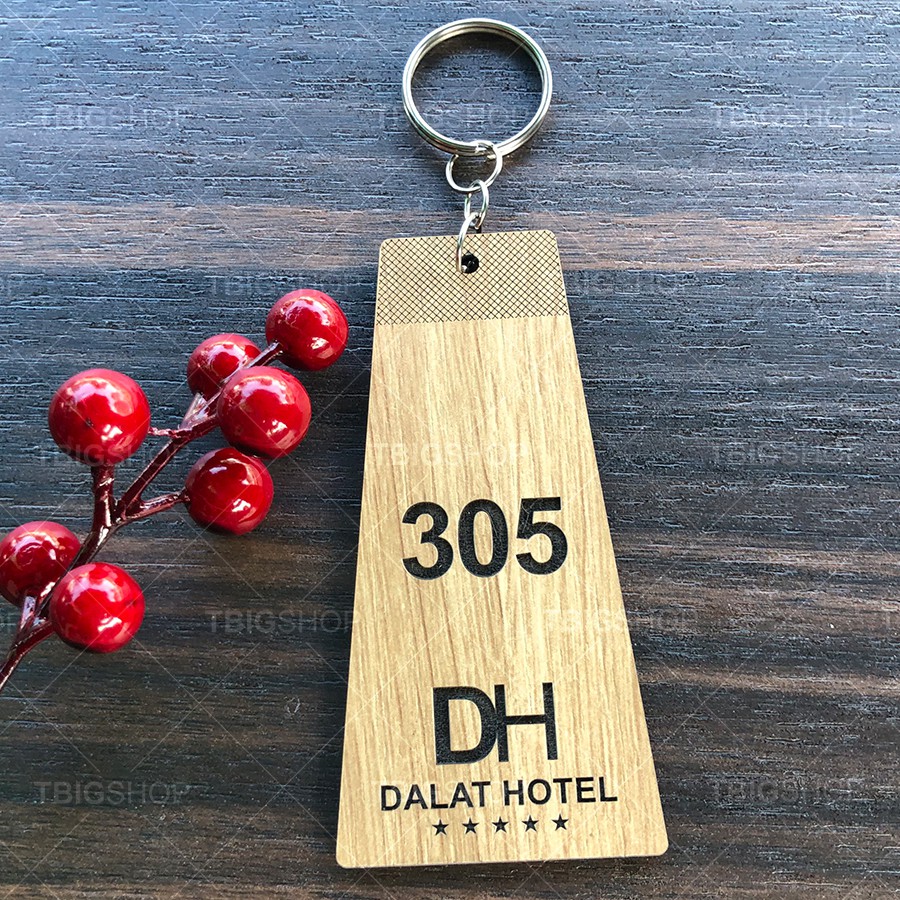 305
DH
DALAT HOTEL
★★★★★
TBIGSHOP